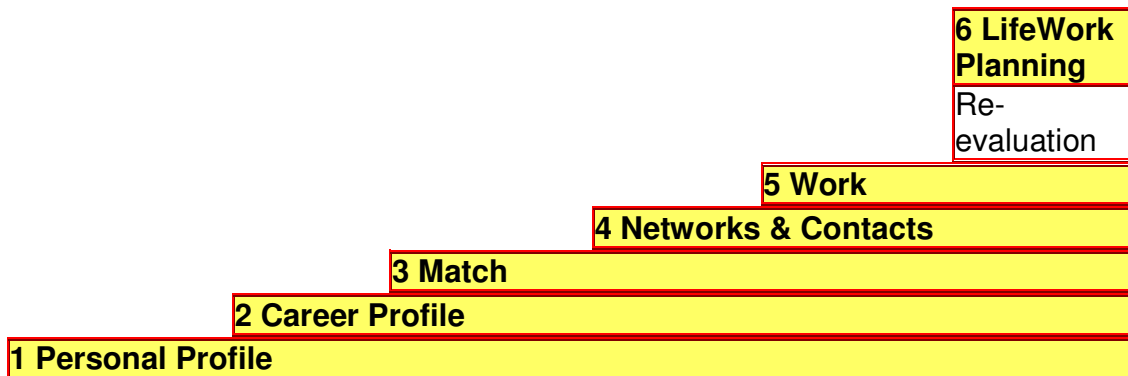 6 LifeWork
Planning
Re-
evaluation
5 Work
4 Networks & Contacts
3 Match
2 Career Profile
1 Personal Profile